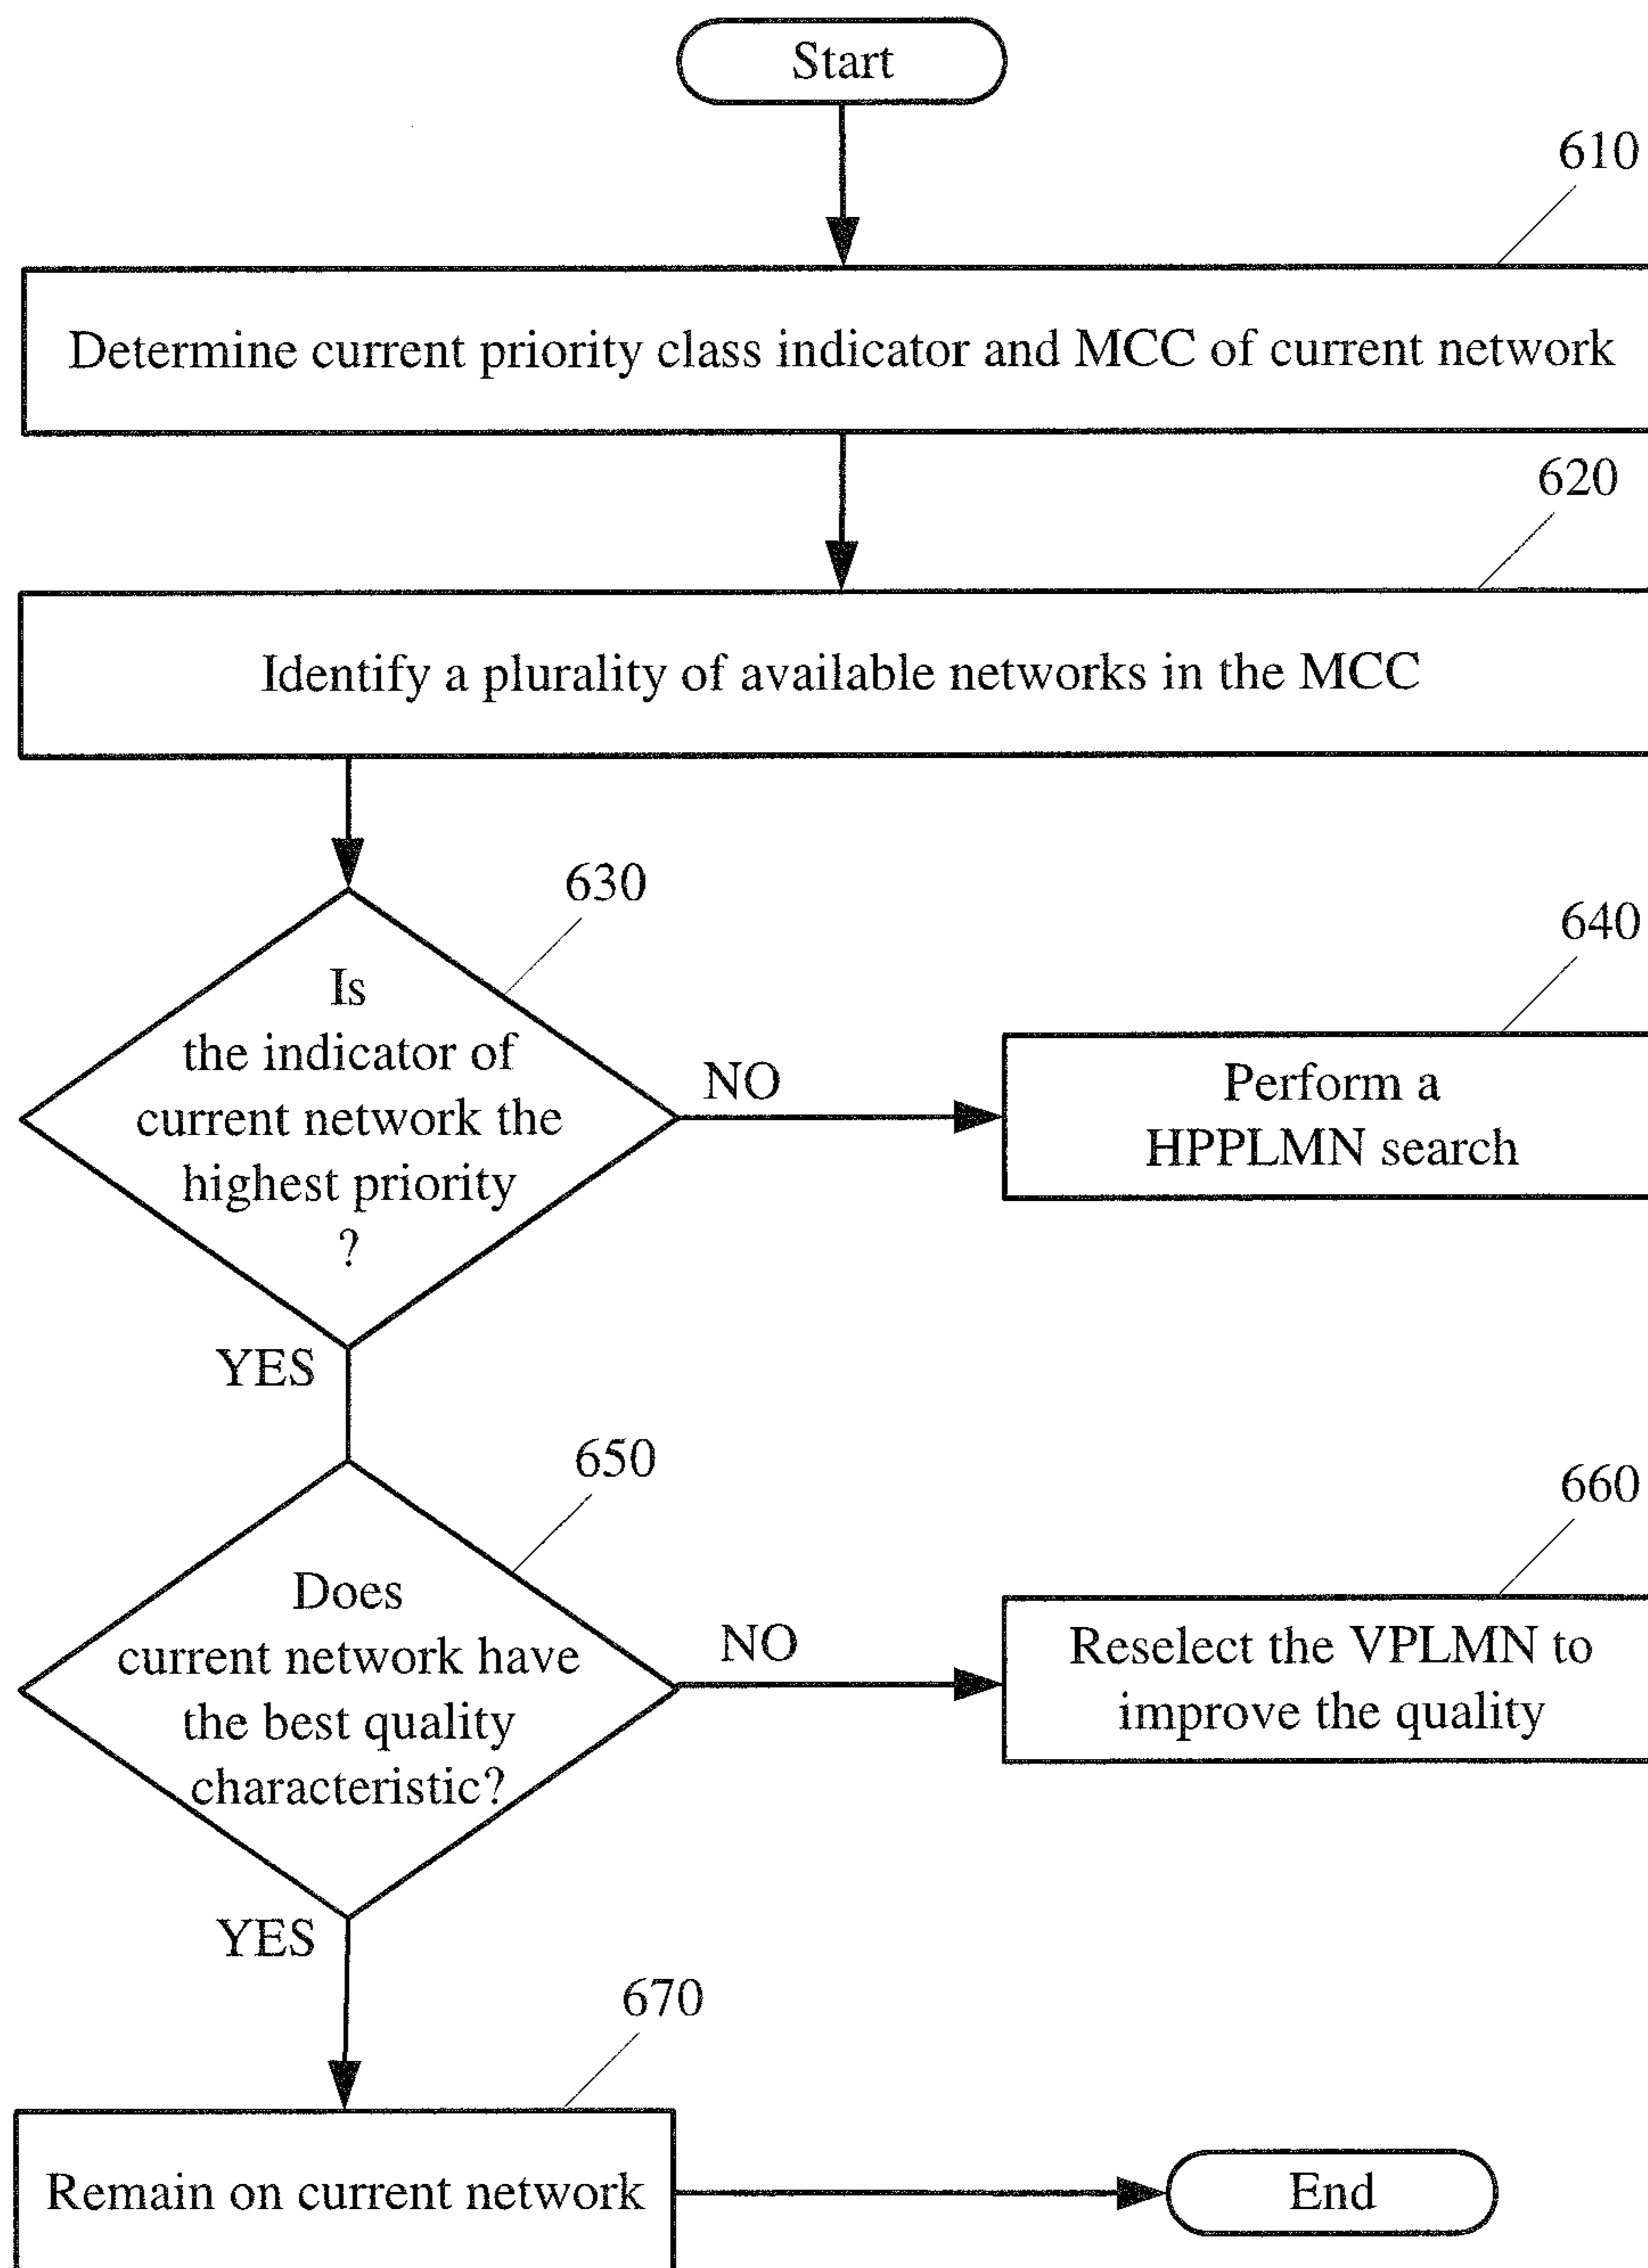 Start
610
Determine current priority class indicator and MCC of current network
620
Identify a plurality of available networks in the MCC
630
Is
the indicator of
current network the
highest priority
?
NO
640
Perform a
HPPLMN search
YES
650
Does
current network have
the best quality
characteristic?
NO
660
Reselect the VPLMN to
improve the quality
YES
670
Remain on current network
End